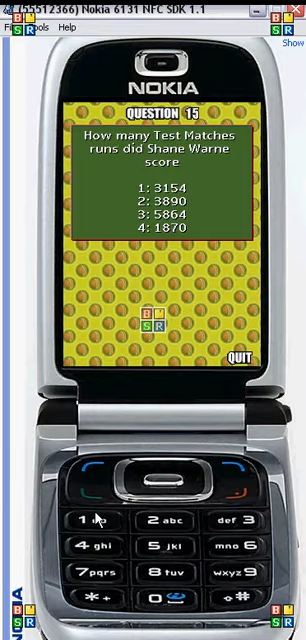 (55512366) Nokia 6131 NFC SDK 1.1
Help
Show
NOKIA
QUESTION 15
How many Test Matches
runs did Shane Warne
score
1: 3154
2: 3890
3: 5864
4: 1870
B
S R
QUIT
1
2 abc
def 3
4 ghi
5 jkl
mno 6
7pqrs
8 tuv
wxyz 9
*+
0
#